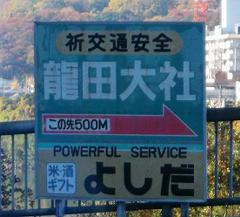 祈交通安全
龍田大社
この先500M
POWERFUL SERVICE
米・酒
ギフト
よしだ